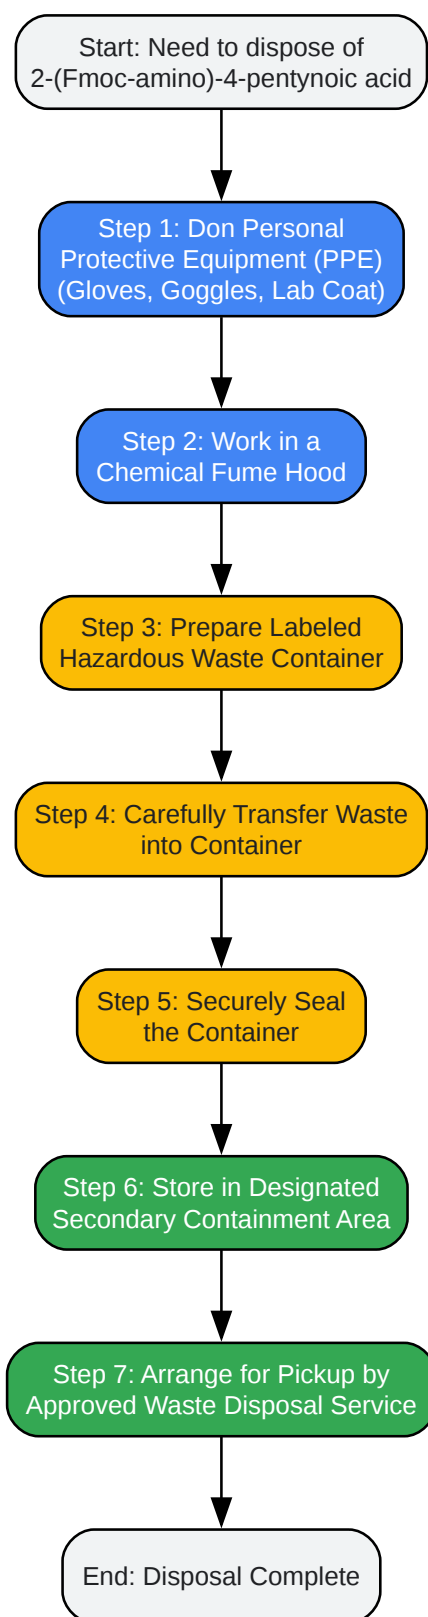 Start: Need to dispose of
2-(Fmoc-amino)-4-pentynoic acid
Step 1: Don Personal
Protective Equipment (PPE)
(Gloves, Goggles, Lab Coat)
Step 2: Work in a
Chemical Fume Hood
Step 3: Prepare Labeled
Hazardous Waste Container
Step 4: Carefully Transfer Waste
into Container
Step 5: Securely Seal
the Container
Step 6: Store in Designated
Secondary Containment Area
Step 7: Arrange for Pickup by
Approved Waste Disposal Service
End: Disposal Complete